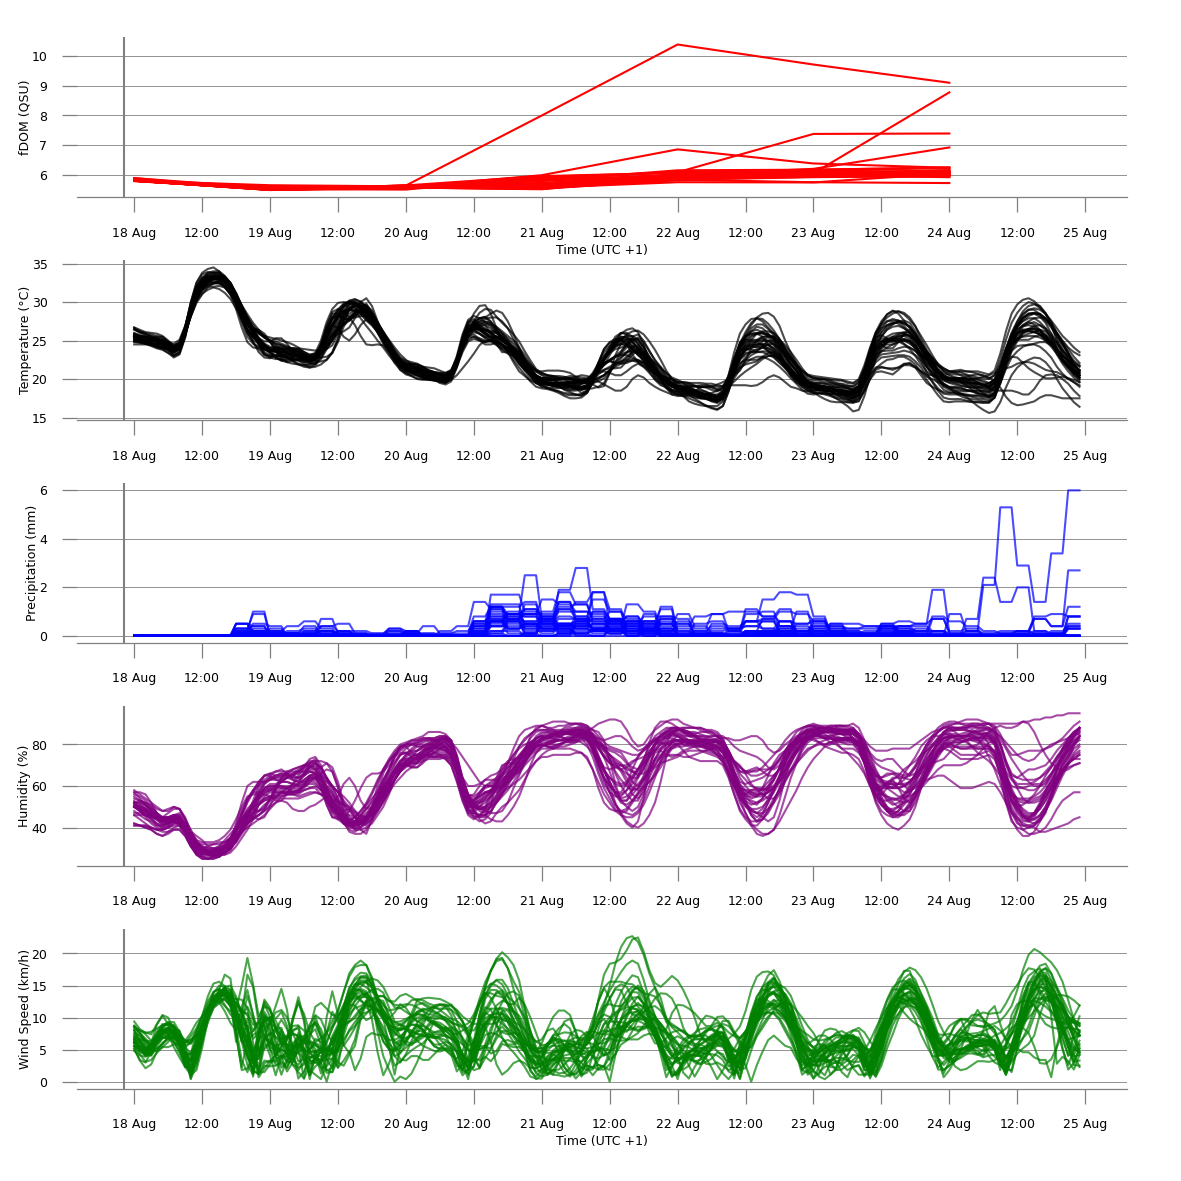 fDOM (QSU)
10
9
8
7
6
18 Aug 12:00 19 Aug 12:00 20 Aug 12:00 21 Aug 12:00 22 Aug 12:00 23 Aug 12:00 24 Aug 12:00 25 Aug
Time (UTC +1)
Temperature (°C)
35
30
25
20
15
18 Aug 12:00 19 Aug 12:00 20 Aug 12:00 21 Aug 12:00 22 Aug 12:00 23 Aug 12:00 24 Aug 12:00 25 Aug
Precipitation (mm)
6
4
2
0
18 Aug 12:00 19 Aug 12:00 20 Aug 12:00 21 Aug 12:00 22 Aug 12:00 23 Aug 12:00 24 Aug 12:00 25 Aug
Humidity (%)
80
60
40
18 Aug 12:00 19 Aug 12:00 20 Aug 12:00 21 Aug 12:00 22 Aug 12:00 23 Aug 12:00 24 Aug 12:00 25 Aug
Wind Speed (km/h)
20
15
10
5
0
18 Aug 12:00 19 Aug 12:00 20 Aug 12:00 21 Aug 12:00 22 Aug 12:00 23 Aug 12:00 24 Aug 12:00 25 Aug
Time (UTC +1)